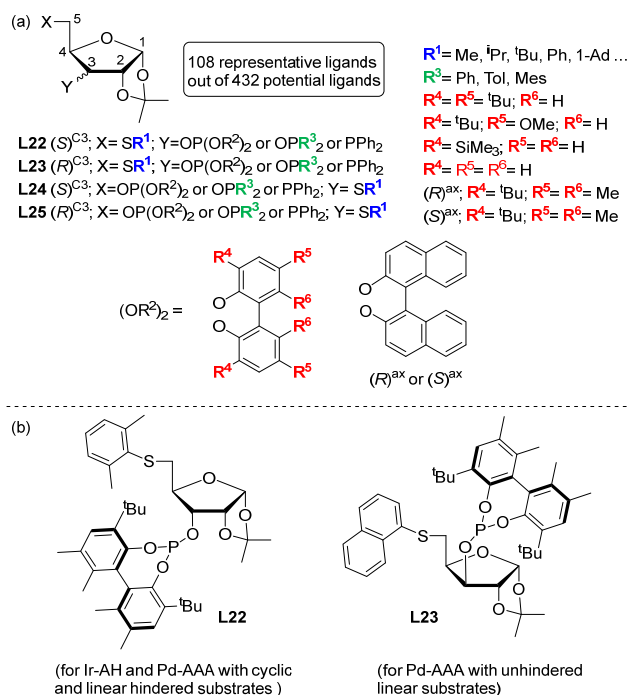 (a)
X 5
O
4 1
3 2
Y O
O
108 representative ligands
out of 432 potential ligands
R¹= Me, ⁱPr, ᵗBu, Ph, 1-Ad ...
R³= Ph, Tol, Mes
R⁴= R⁵= ᵗBu; R⁶= H
R⁴= ᵗBu; R⁵= OMe; R⁶= H
R⁴= SiMe₃; R⁵= R⁶= H
R⁴= R⁵= R⁶= H
(R)ᵃˣ; R⁴= ᵗBu; R⁵= R⁶= Me
(S)ᵃˣ; R⁴= ᵗBu; R⁵= R⁶= Me
L22 (S)ᶜ³; X= SR¹; Y=OP(OR²)₂ or OPR³₂ or PPh₂
L23 (R)ᶜ³; X= SR¹; Y=OP(OR²)₂ or OPR³₂ or PPh₂
L24 (S)ᶜ³; X=OP(OR²)₂ or OPR³₂ or PPh₂; Y= SR¹
L25 (R)ᶜ³; X=OP(OR²)₂ or OPR³₂ or PPh₂; Y= SR¹
(OR²)₂ =
R⁴ R⁵
R⁶
O
O
R⁶
R⁴ R⁵
O
O
(R)ᵃˣ or (S)ᵃˣ
(b)
S
O
O O
O
ᵗBu
O P
O
ᵗBu
L22
(for Ir-AH and Pd-AAA with cyclic
and linear hindered substrates )
ᵗBu
O
P O
O
ᵗBu
S
O
O
O
L23
(for Pd-AAA with unhindered
linear substrates)